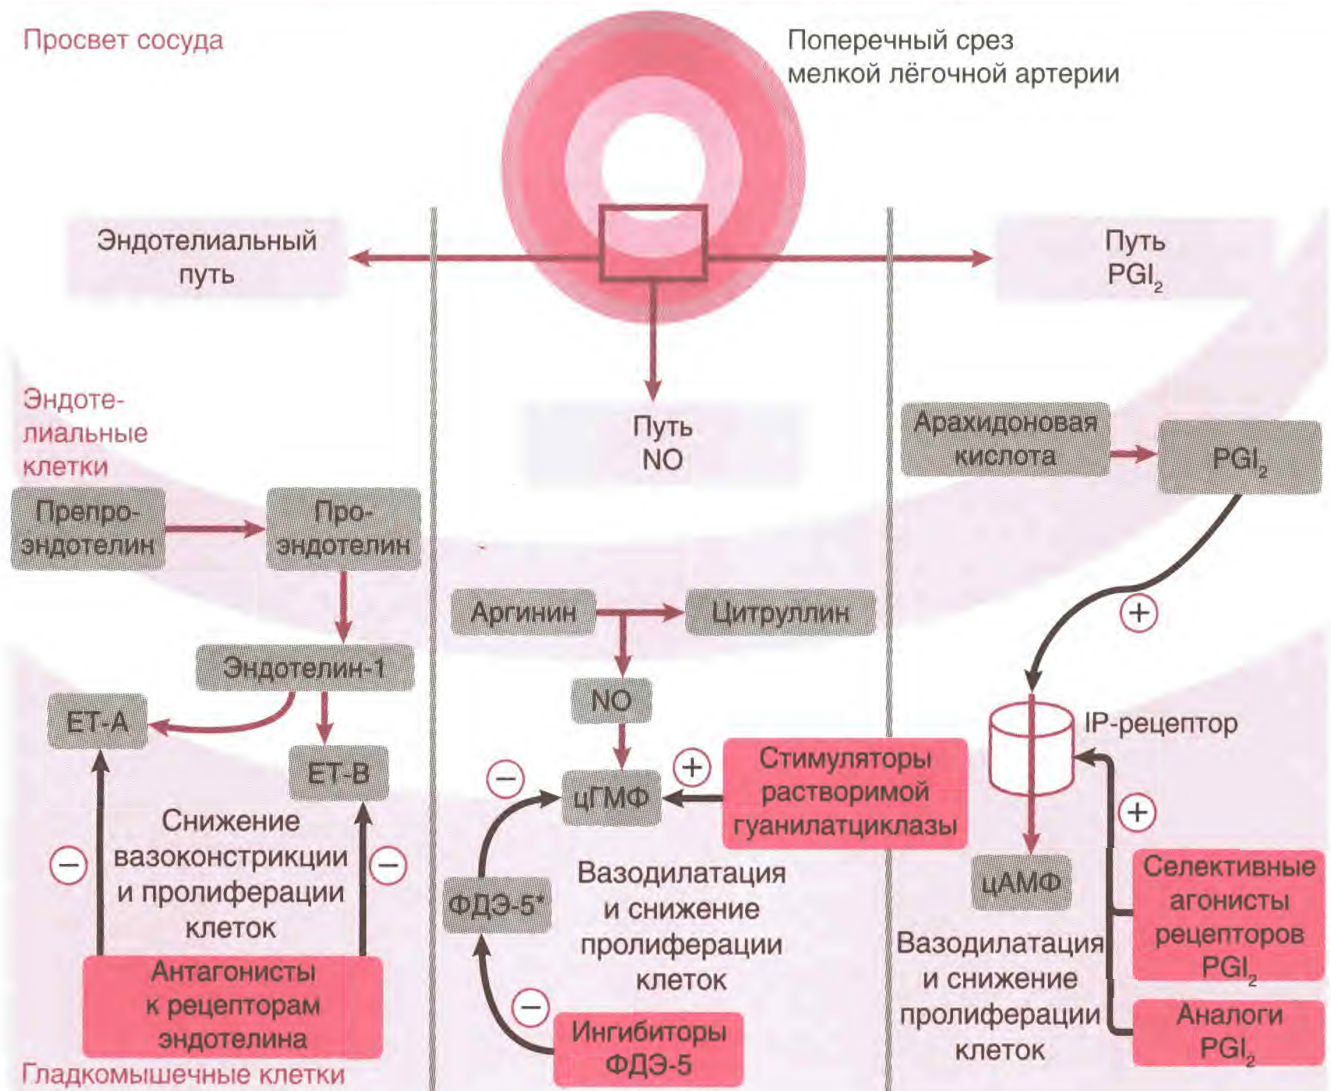 Просвет сосуда
Поперечный срез
мелкой лёгочной артерии
Эндотелиальный
путь
Путь
PGI₂
Путь
NO
Эндоте-
лиальные
клетки
Препро-
эндотелин
Про-
эндотелин
Эндотелин-1
ET-A
ET-B
Снижение
вазоконстрикции
и пролиферации
клеток
−
−
Антагонисты
к рецепторам
эндотелина
Гладкомышечные клетки
Аргинин
Цитруллин
NO
цГМФ
−
+
Стимуляторы
растворимой
гуанилатциклазы
ФДЭ-5*
Вазодилатация
и снижение
пролиферации
клеток
−
Ингибиторы
ФДЭ-5
Арахидоновая
кислота
PGI₂
+
IP-рецептор
+
цАМФ
Селективные
агонисты
рецепторов
PGI₂
Вазодилатация
и снижение
пролиферации
клеток
Аналоги
PGI₂